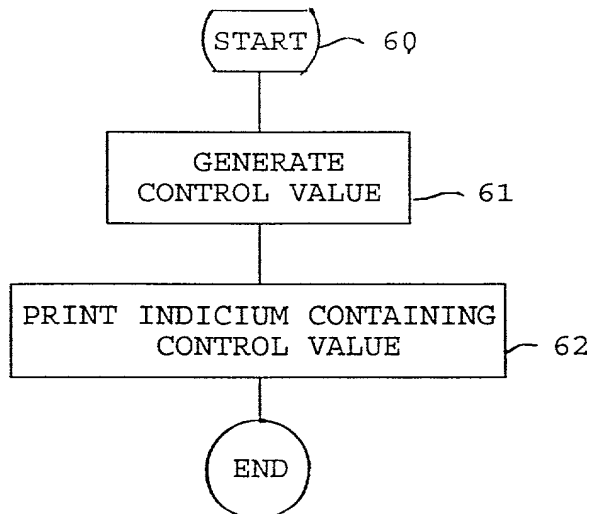 START 60
GENERATE
CONTROL VALUE 61
PRINT INDICIUM CONTAINING
CONTROL VALUE 62
END